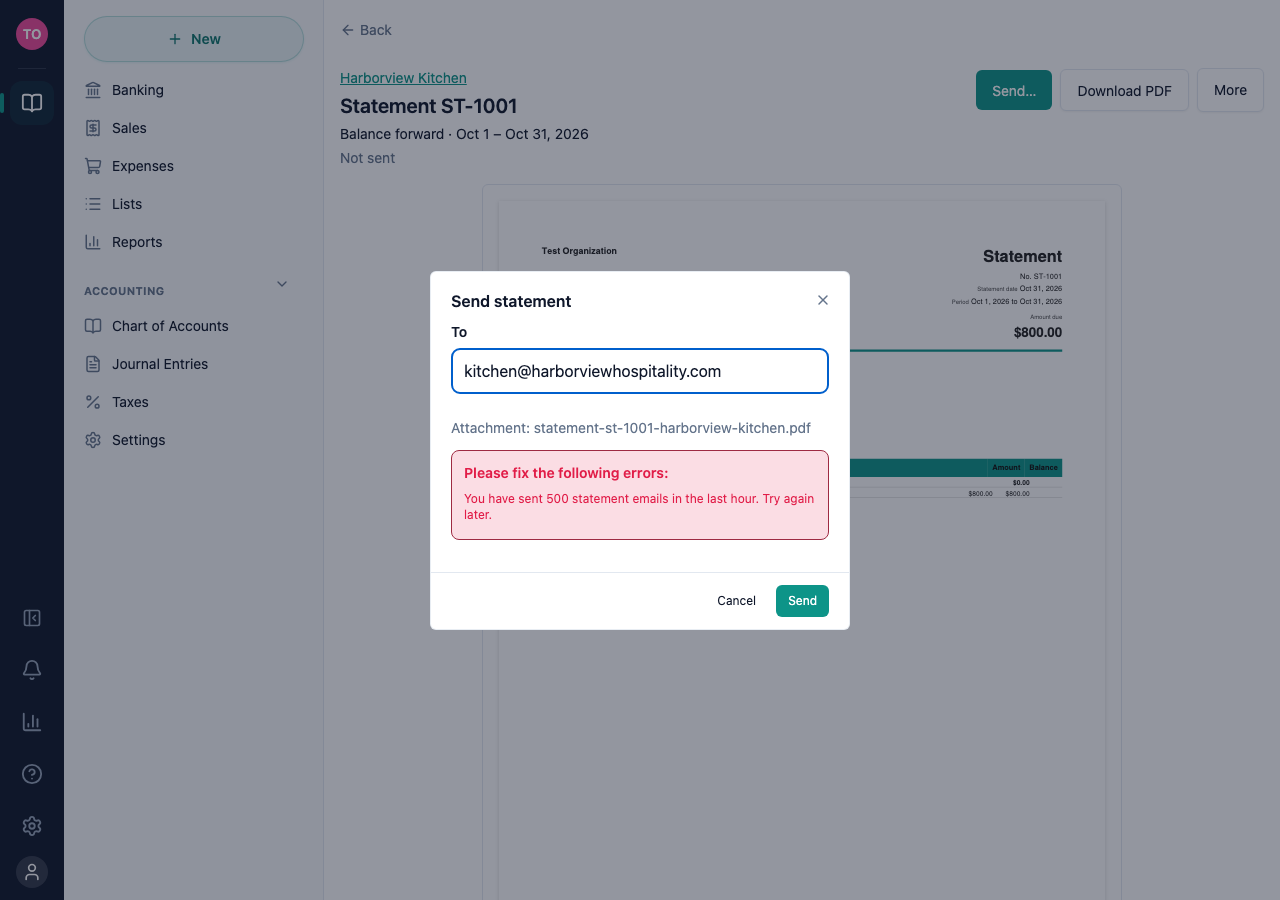 TO
New
Banking
Sales
Expenses
Lists
Reports
ACCOUNTING
Chart of Accounts
Journal Entries
Taxes
Settings
Back
Harborview Kitchen
Statement ST-1001
Balance forward · Oct 1 – Oct 31, 2026
Not sent
Send...
Download PDF
More
Test Organization
Statement
No. ST-1001
Statement date Oct 31, 2026
Period Oct 1, 2026 to Oct 31, 2026
Amount due
$800.00
Amount Balance
$0.00
$800.00 $800.00
Send statement
To
kitchen@harborviewhospitality.com
Attachment: statement-st-1001-harborview-kitchen.pdf
Please fix the following errors:
You have sent 500 statement emails in the last hour. Try again
later.
Cancel
Send